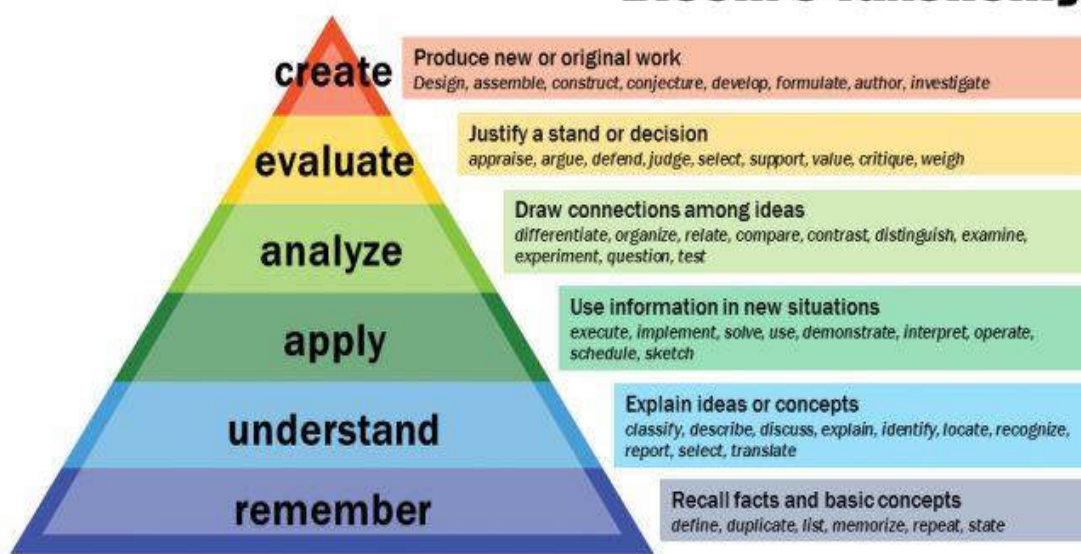 create
Produce new or original work
Design, assemble, construct, conjecture, develop, formulate, author, investigate
evaluate
Justify a stand or decision
appraise, argue, defend, judge, select, support, value, critique, weigh
analyze
Draw connections among ideas
differentiate, organize, relate, compare, contrast, distinguish, examine,
experiment, question, test
apply
Use information in new situations
execute, implement, solve, use, demonstrate, interpret, operate,
schedule, sketch
understand
Explain ideas or concepts
classify, describe, discuss, explain, identify, locate, recognize,
report, select, translate
remember
Recall facts and basic concepts
define, duplicate, list, memorize, repeat, state